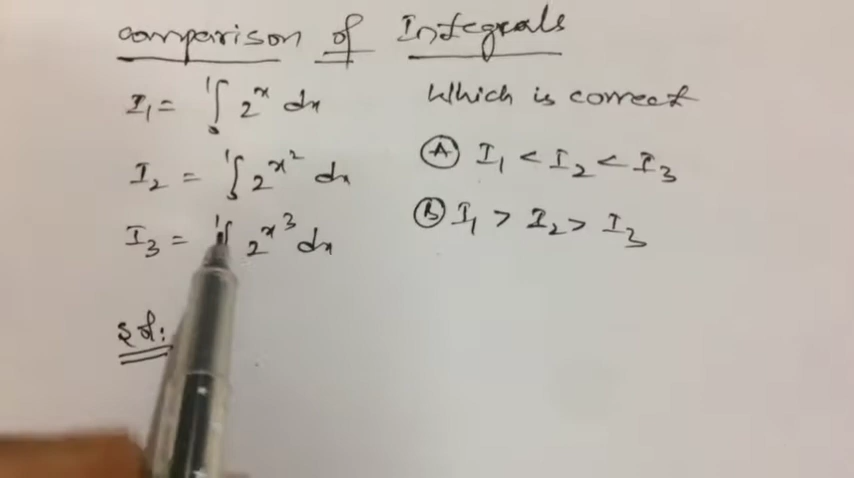 comparison of Integrals
I₁ = ∫₀¹ 2^x dx
Which is correct
I₂ = ∫₀¹ 2^x² dx
(A) I₁ < I₂ < I₃
I₃ = ∫ 2^x³ dx
(B) I₁ > I₂ > I₃
Sol: